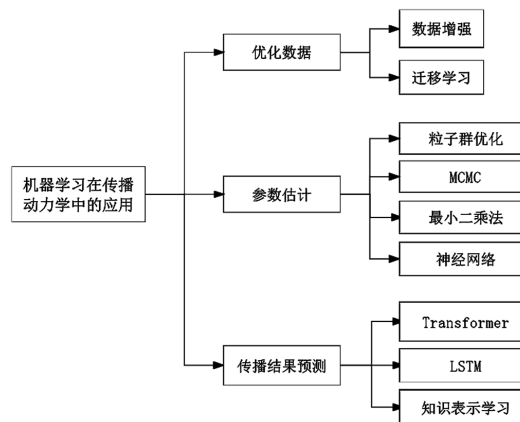 机器学习在传播
动力学中的应用
优化数据
数据增强
迁移学习
参数估计
粒子群优化
MCMC
最小二乘法
神经网络
传播结果预测
Transformer
LSTM
知识表示学习